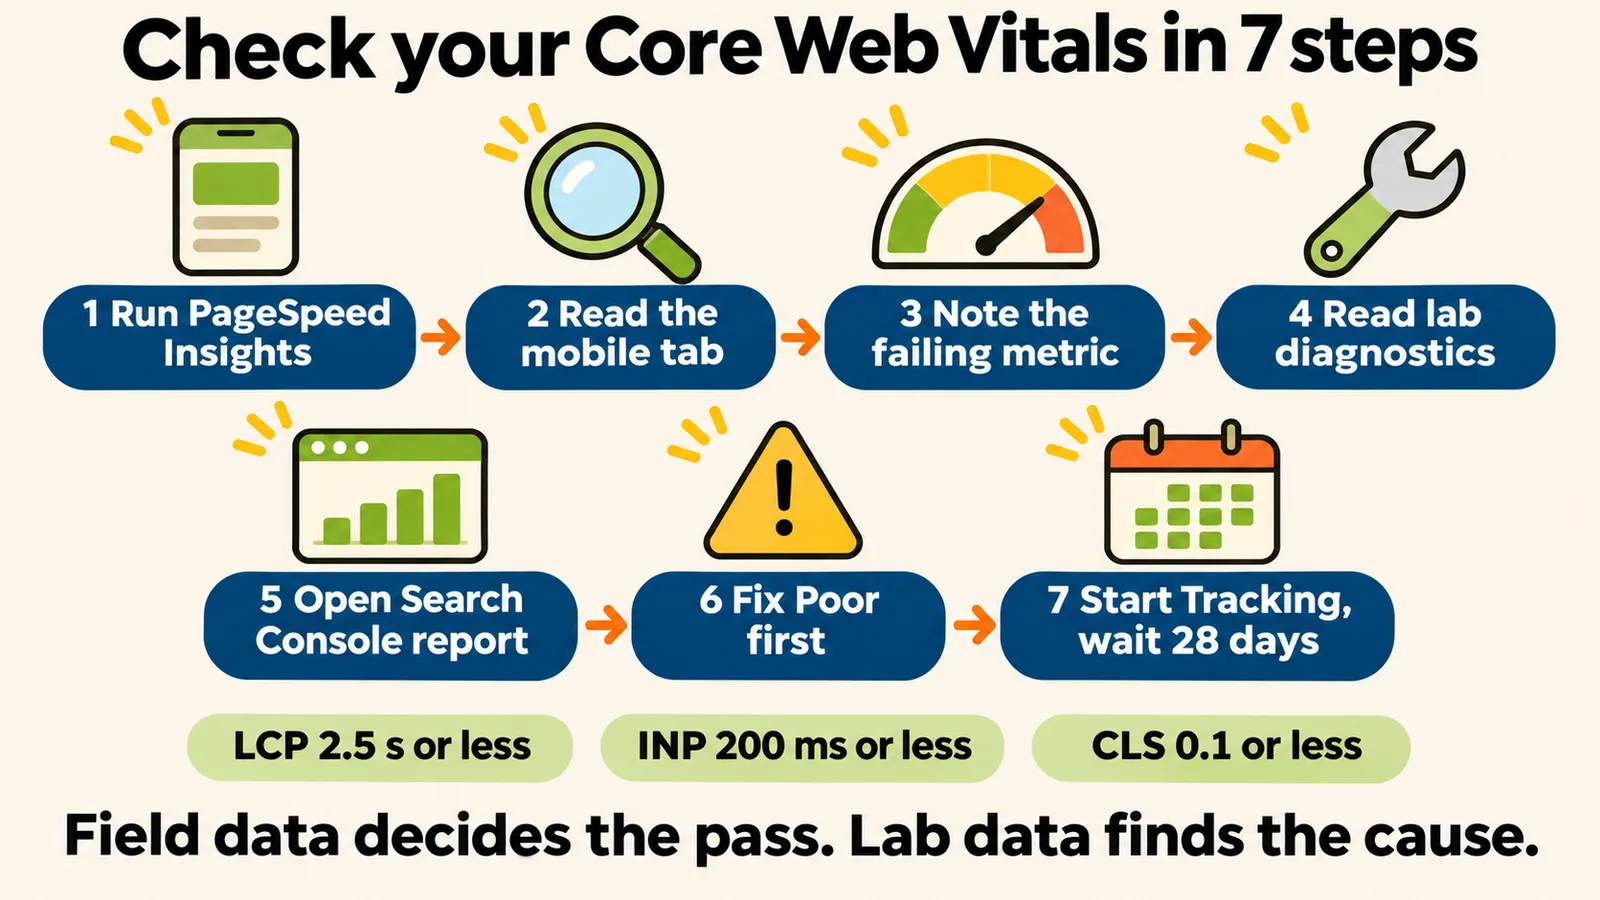 Check your Core Web Vitals in 7 steps
1 Run PageSpeed
Insights
2 Read the
mobile tab
3 Note the
failing metric
4 Read lab
diagnostics
5 Open Search
Console report
6 Fix Poor
first
7 Start Tracking,
wait 28 days
LCP 2.5 s or less
INP 200 ms or less
CLS 0.1 or less
Field data decides the pass. Lab data finds the cause.